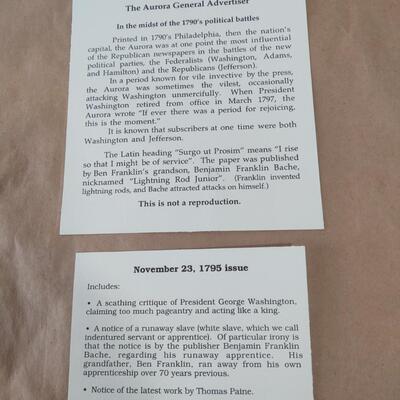 The Aurora General Advertiser
In the midst of the 1790's political battles
Printed in 1790's Philadelphia, then the nation's
capital, the Aurora was at one point the most influential
of the Republican newspapers in the battles of the new
political parties, the Federalists (Washington, Adams,
and Hamilton) and the Republicans (Jefferson).
In a period known for vile invective by the press,
the Aurora was sometimes the vilest, occasionally
attacking Washington unmercifully. When President
Washington retired from office in March 1797, the
Aurora wrote "If ever there was a period for rejoicing,
this is the moment."
It is known that subscribers at one time were both
Washington and Jefferson.
The Latin heading "Surgo ut Prosim" means "I rise
so that I might be of service". The paper was published
by Ben Franklin's grandson, Benjamin Franklin Bache,
nicknamed "Lightning Rod Junior". (Franklin invented
lightning rods, and Bache attracted attacks on himself.)
This is not a reproduction.
November 23, 1795 issue
Includes:
• A scathing critique of President George Washington,
claiming too much pageantry and acting like a king.
• A notice of a runaway slave (white slave, which we call
indentured servant or apprentice). Of particular irony is
that the notice is by the publisher Benjamin Franklin
Bache, regarding his runaway apprentice. His
grandfather, Ben Franklin, ran away from his own
apprenticeship over 70 years previous.
• Notice of the latest work by Thomas Paine.